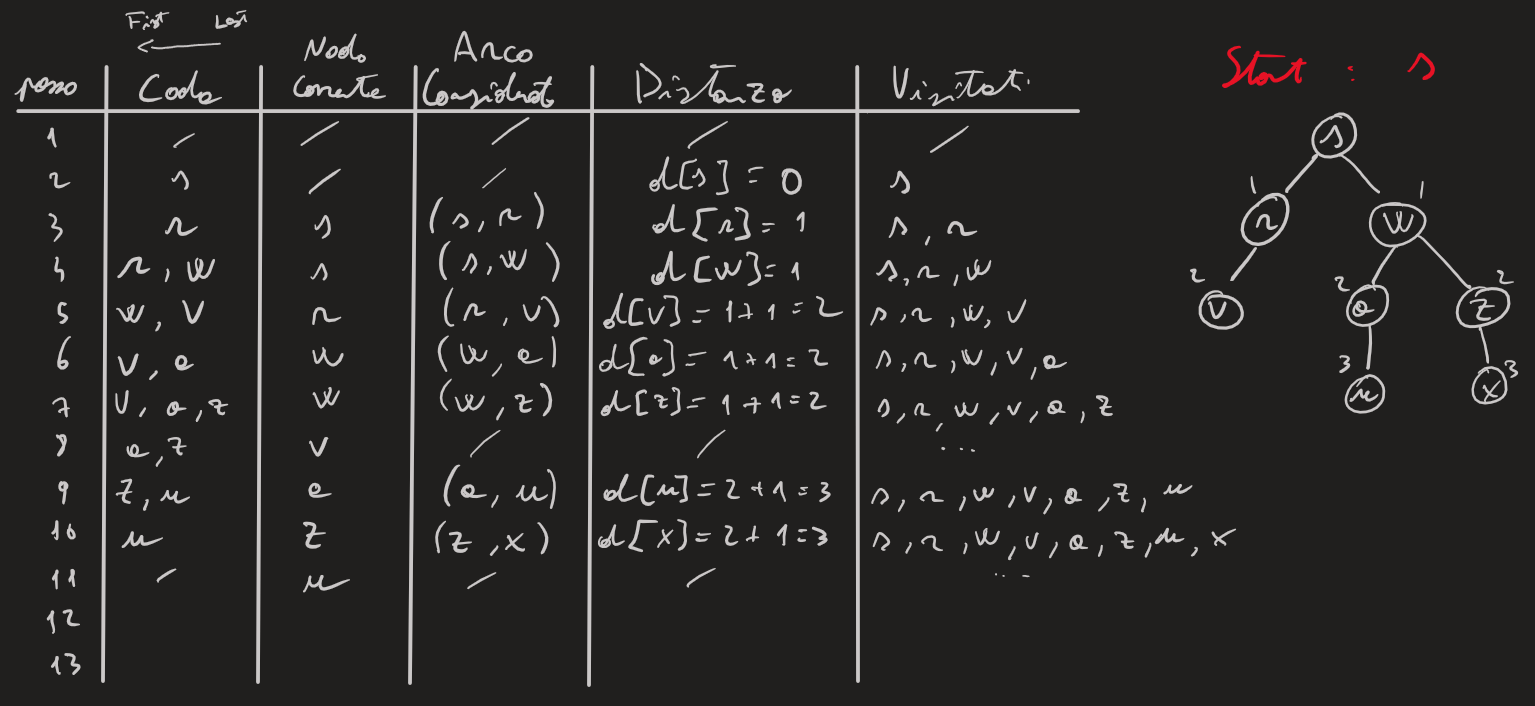 First Last
passo Coda Nodo Corrente Arco Considerato Distanza Visitati
1 / / / / /
2 s / / d[s] = 0 s
3 r s (s, r) d[r] = 1 s, r
4 r, w s (s, w) d[w] = 1 s, r, w
5 w, v r (r, v) d[v] = 1+1=2 s, r, w, v
6 v, a w (w, a) d[a] = 1+1=2 s, r, w, v, a
7 v, a, z w (w, z) d[z] = 1+1=2 s, r, w, v, a, z
8 a, z v / / ...
9 z, u a (a, u) d[u] = 2+1=3 s, r, w, v, a, z, u
10 u z (z, x) d[x] = 2+1=3 s, r, w, v, a, z, u, x
11 / u / / ...
12
13
Start : s
s
1 r w 1
2 v 2 a z 2
3 u x 3